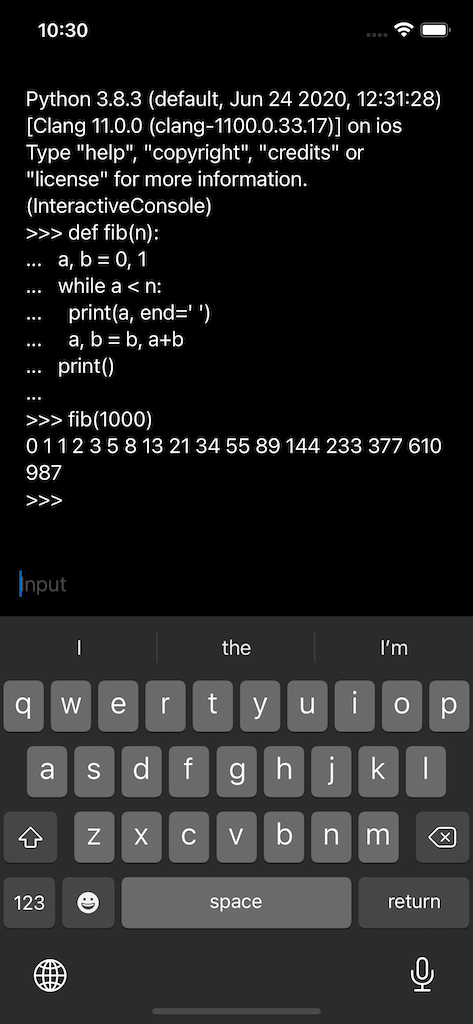 10:30
Python 3.8.3 (default, Jun 24 2020, 12:31:28)
[Clang 11.0.0 (clang-1100.0.33.17)] on ios
Type "help", "copyright", "credits" or
"license" for more information.
(InteractiveConsole)
>>> def fib(n):
...   a, b = 0, 1
...   while a < n:
...     print(a, end=' ')
...     a, b = b, a+b
...   print()
...
>>> fib(1000)
0 1 1 2 3 5 8 13 21 34 55 89 144 233 377 610
987
>>>
Input
I the I'm
q w e r t y u i o p
a s d f g h j k l
z x c v b n m
123 space return